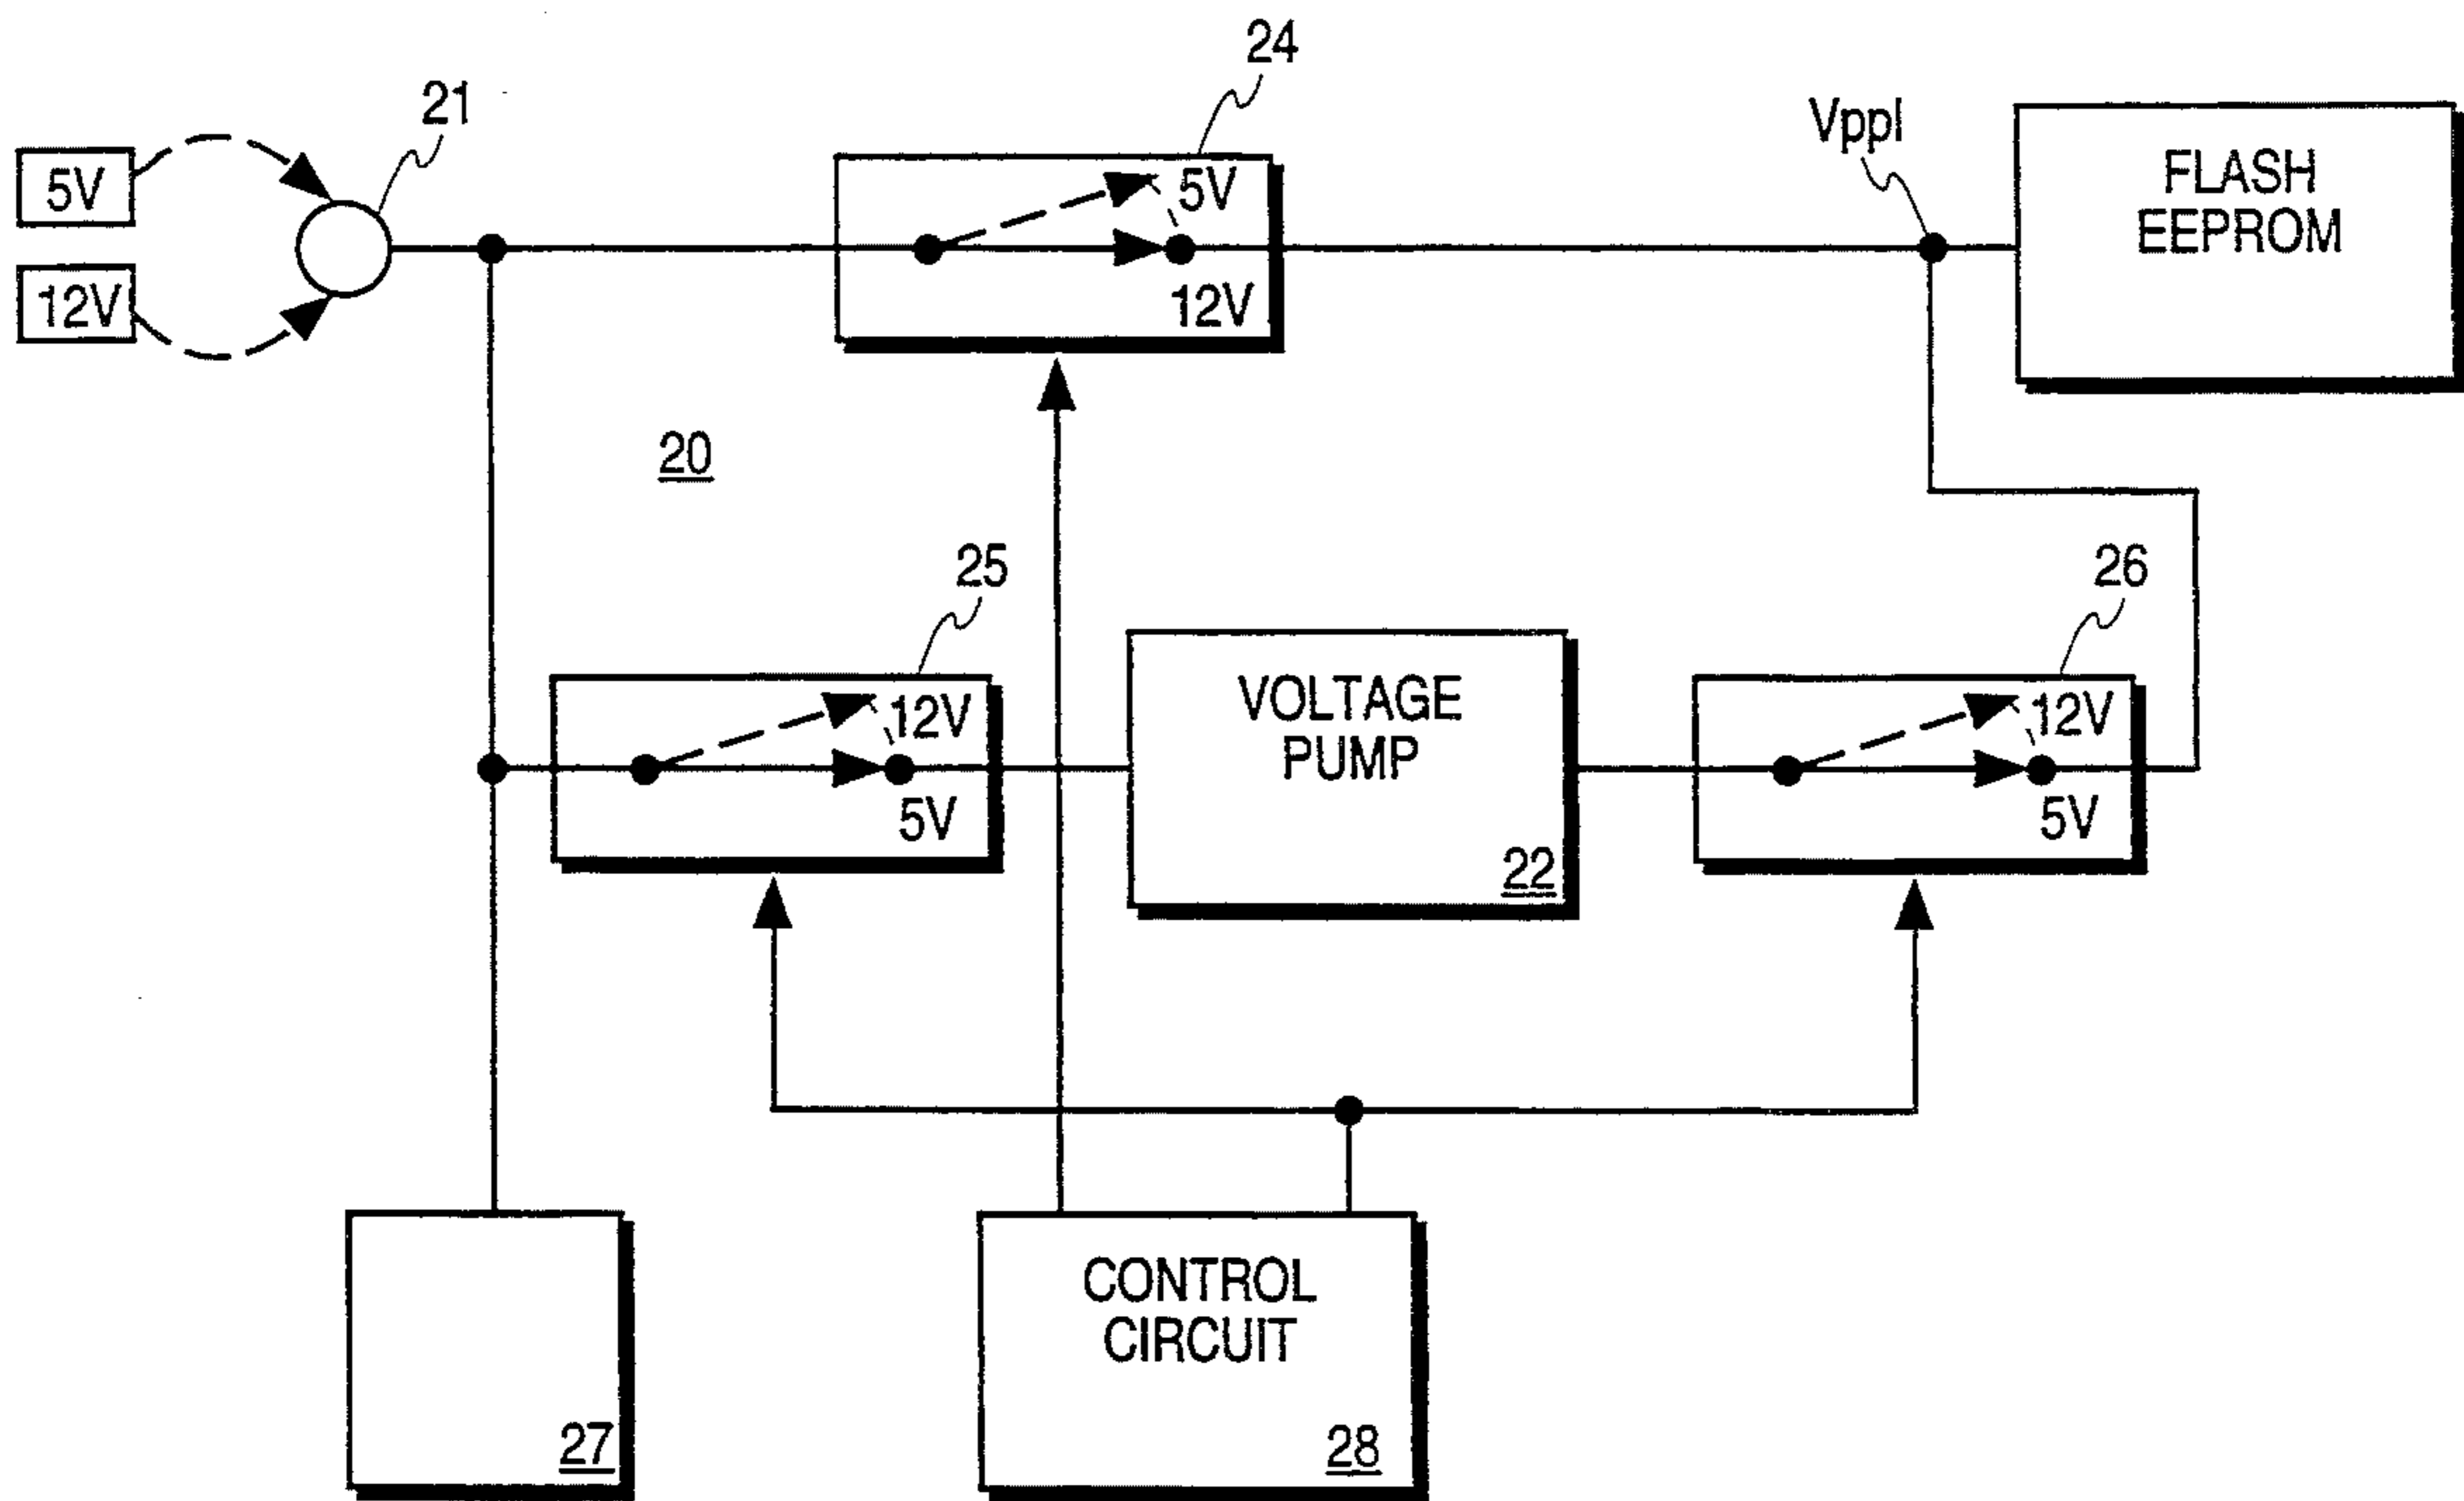 24
21
Vppl
5V
FLASH
EEPROM
5V
12V
12V
20
25
26
VOLTAGE
PUMP
12V
5V
12V
5V
22
CONTROL
CIRCUIT
27
28